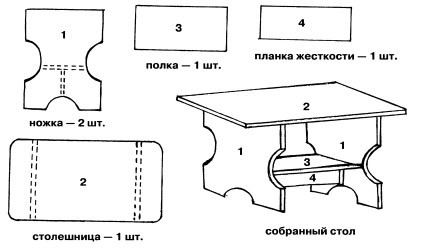 1
3
4
полка — 1 шт.
планка жесткости — 1 шт.
ножка — 2 шт.
2
1
1
3
4
2
столешница — 1 шт.
собранный стол